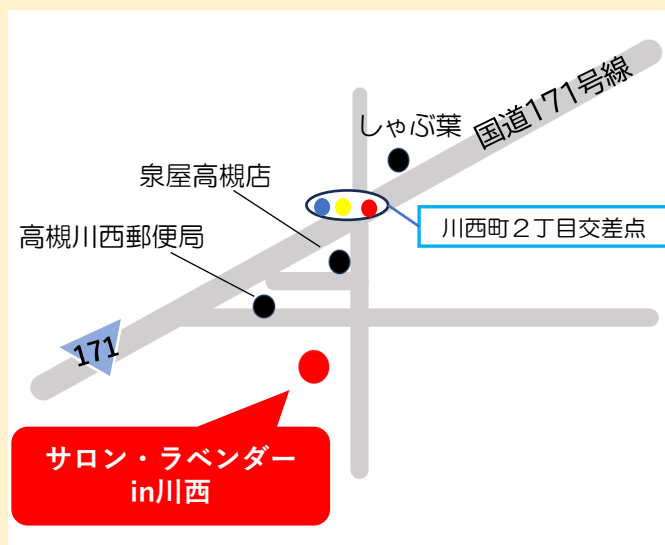 国道171号線
しゃぶ葉
泉屋高槻店
川西町２丁目交差点
高槻川西郵便局
171
サロン・ラベンダー
in川西